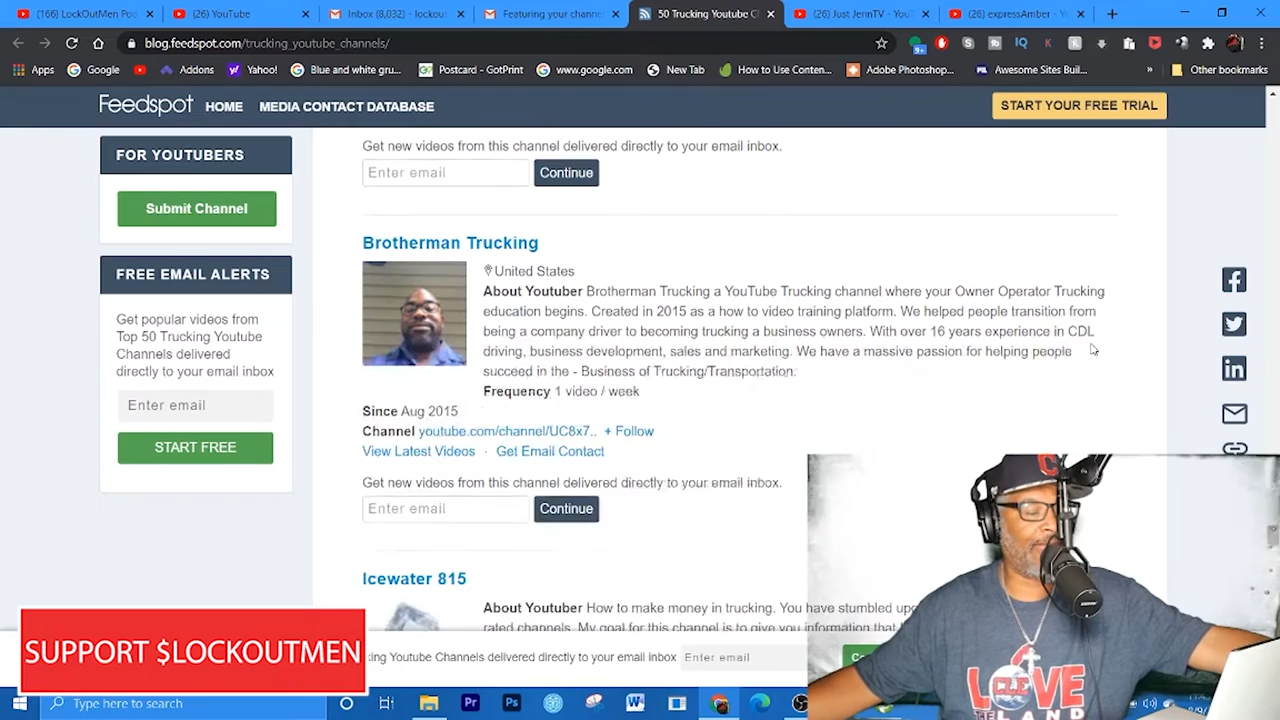 (166) LockOutMen Poo
(26) YouTube
Inbox (8,032) - lockou
Featuring your channe
50 Trucking Youtube C
(26) Just JennTV - YouT
(26) expressAmber - Yo
blog.feedspot.com/trucking_youtube_channels/
Apps
Google
Addons
Yahoo!
Blue and white gru...
Postcard - GotPrint
www.google.com
New Tab
How to Use Conten...
Adobe Photoshop...
Awesome Sites Buil...
»
Other bookmarks
Feedspot
HOME
MEDIA CONTACT DATABASE
START YOUR FREE TRIAL
FOR YOUTUBERS
Submit Channel
FREE EMAIL ALERTS
Get popular videos from
Top 50 Trucking Youtube
Channels delivered
directly to your email inbox
Enter email
START FREE
Get new videos from this channel delivered directly to your email inbox.
Enter email
Continue
Brotherman Trucking
United States
About Youtuber Brotherman Trucking a YouTube Trucking channel where your Owner Operator Trucking
education begins. Created in 2015 as a how to video training platform. We helped people transition from
being a company driver to becoming trucking a business owners. With over 16 years experience in CDL
driving, business development, sales and marketing. We have a massive passion for helping people
succeed in the - Business of Trucking/Transportation.
Frequency 1 video / week
Since Aug 2015
Channel youtube.com/channel/UC8x7.. + Follow
View Latest Videos · Get Email Contact
Get new videos from this channel delivered directly to your email inbox.
Enter email
Continue
Icewater 815
About Youtuber How to make money in trucking. You have stumbled up
rated channels. My goal for this channel is to give you information that
king Youtube Channels delivered directly to your email inbox
Enter email
SUPPORT $LOCKOUTMEN
Type here to search
LOVE
CLE
THE LAND